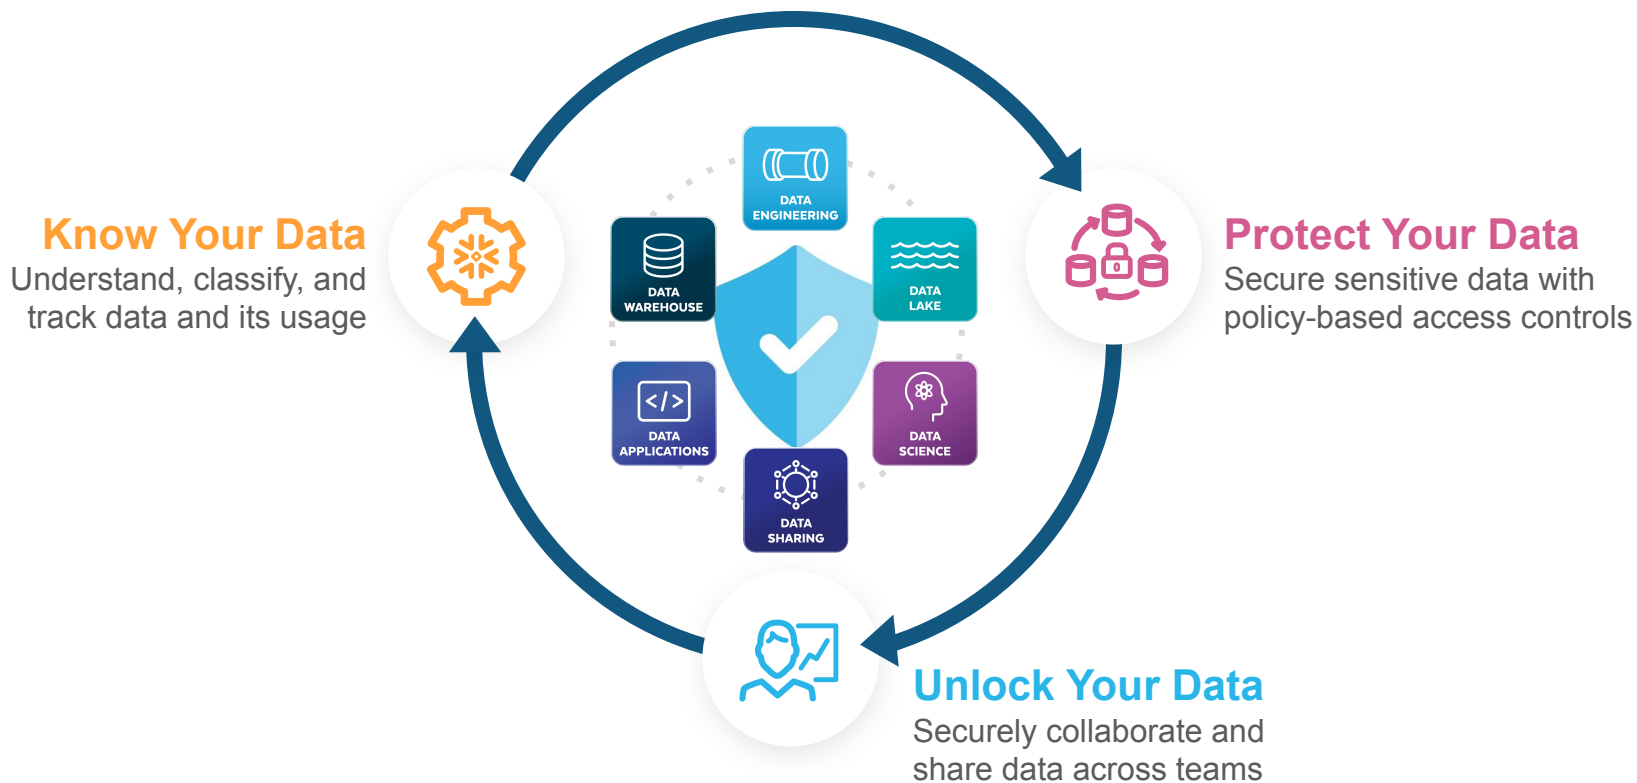 Know Your Data
Understand, classify, and
track data and its usage
DATA
ENGINEERING
DATA
WAREHOUSE
DATA
LAKE
DATA
APPLICATIONS
DATA
SCIENCE
DATA
SHARING
Protect Your Data
Secure sensitive data with
policy-based access controls
Unlock Your Data
Securely collaborate and
share data across teams